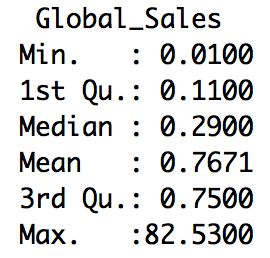 Global_Sales
Min.   : 0.0100
1st Qu.: 0.1100
Median : 0.2900
Mean   : 0.7671
3rd Qu.: 0.7500
Max.   :82.5300